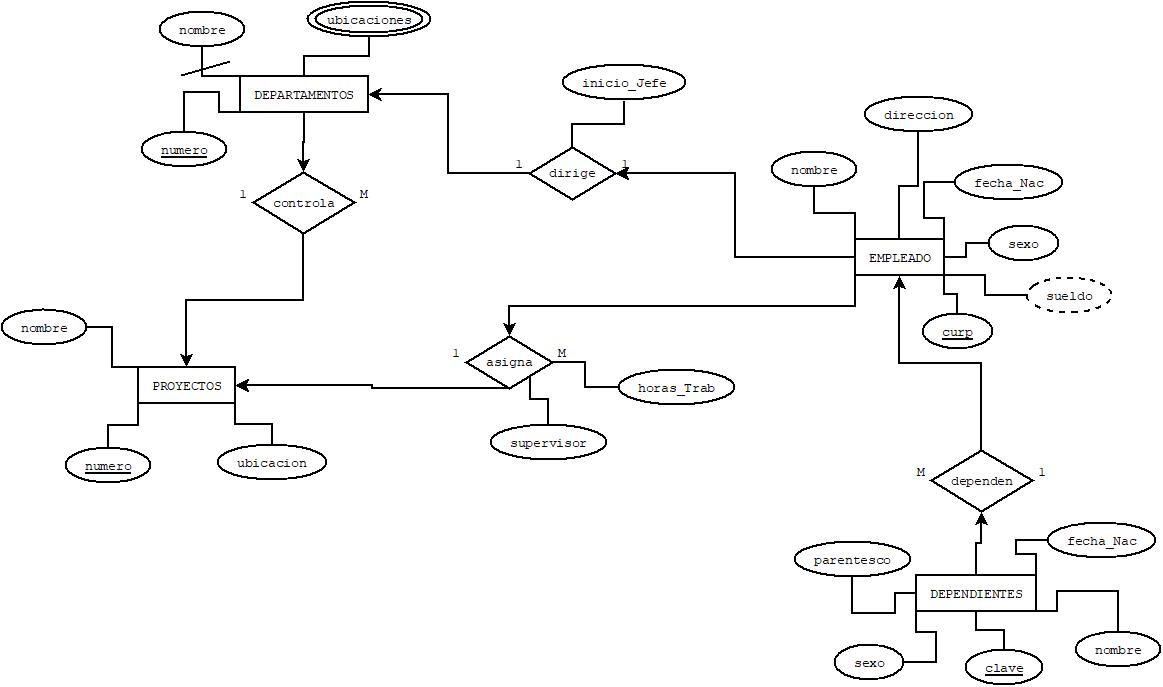 ubicaciones
nombre
DEPARTAMENTOS
inicio_Jefe
numero
direccion
1
dirige
1
nombre
fecha_Nac
1
controla
M
sexo
EMPLEADO
sueldo
nombre
curp
1
asigna
M
PROYECTOS
horas_Trab
supervisor
numero
ubicacion
M
dependen
1
fecha_Nac
parentesco
DEPENDIENTES
nombre
sexo
clave